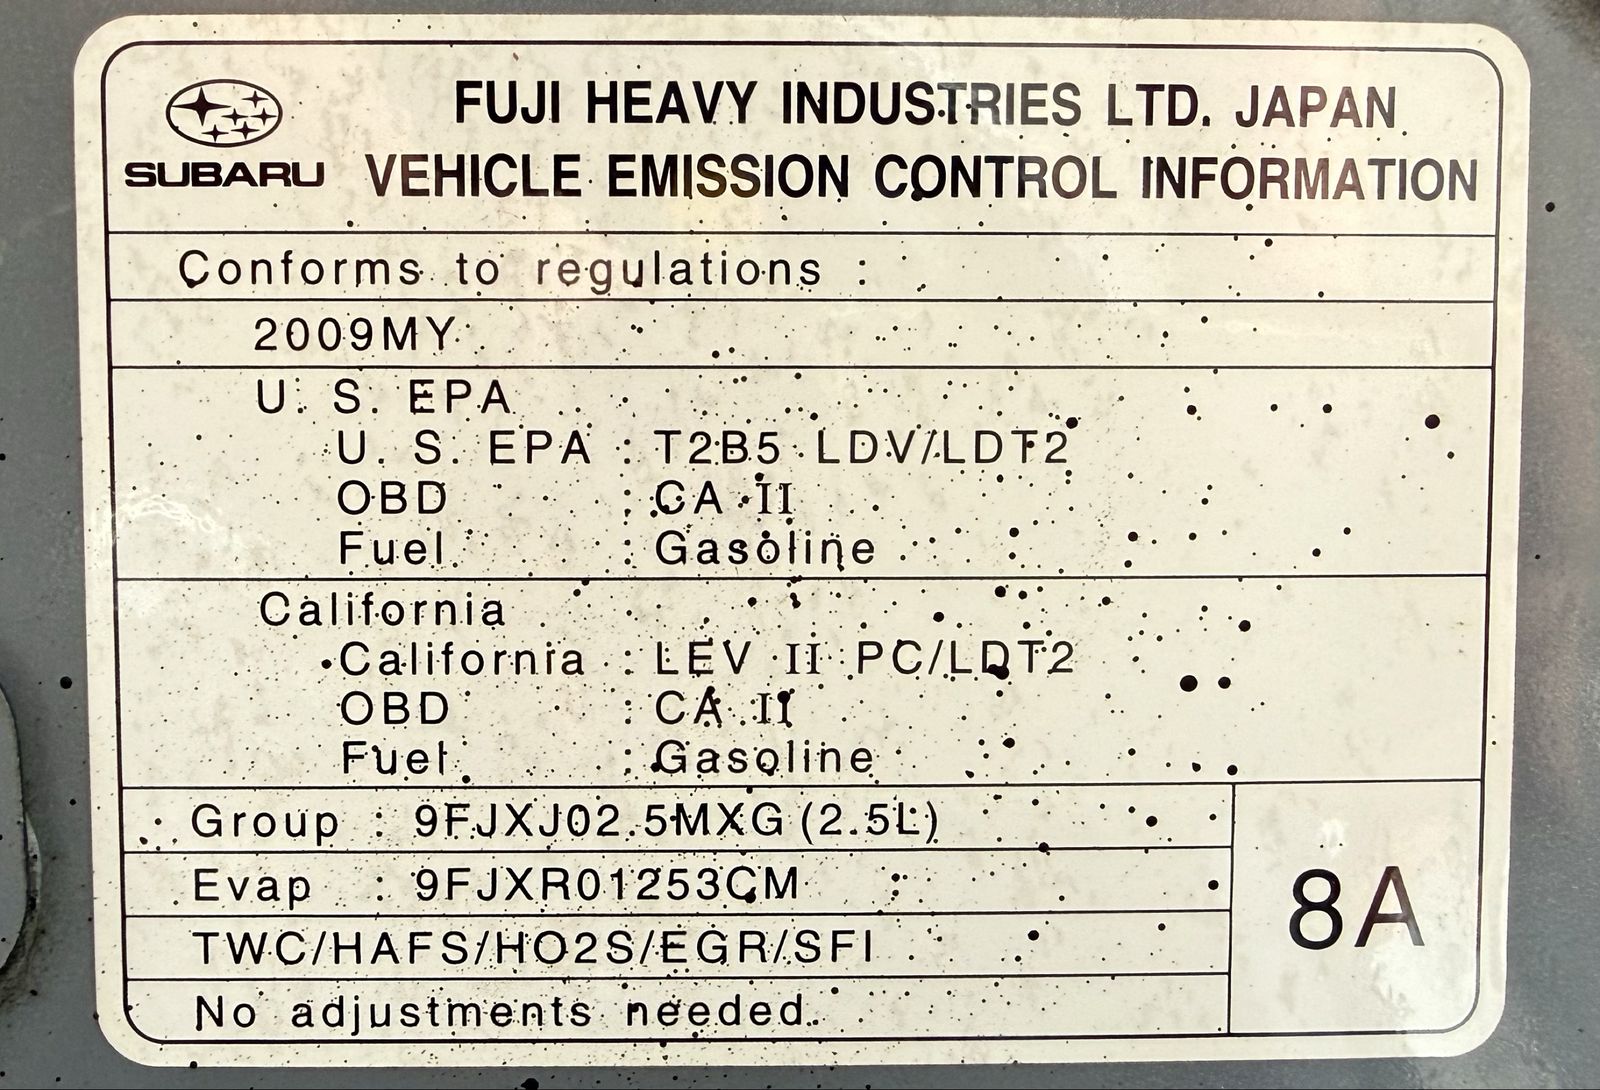 FUJI HEAVY INDUSTRIES LTD. JAPAN
SUBARU VEHICLE EMISSION CONTROL INFORMATION
Conforms to regulations :
2009MY
U. S. EPA
U. S. EPA : T2B5 LDV/LDT2
OBD : CA II
Fuel : Gasoline
California
California : LEV II PC/LDT2
OBD : CA II
Fuel : Gasoline
Group : 9FJXJ02.5MXG (2.5L)
Evap : 9FJXR01253CM
8A
TWC/HAFS/HO2S/EGR/SFI
No adjustments needed.